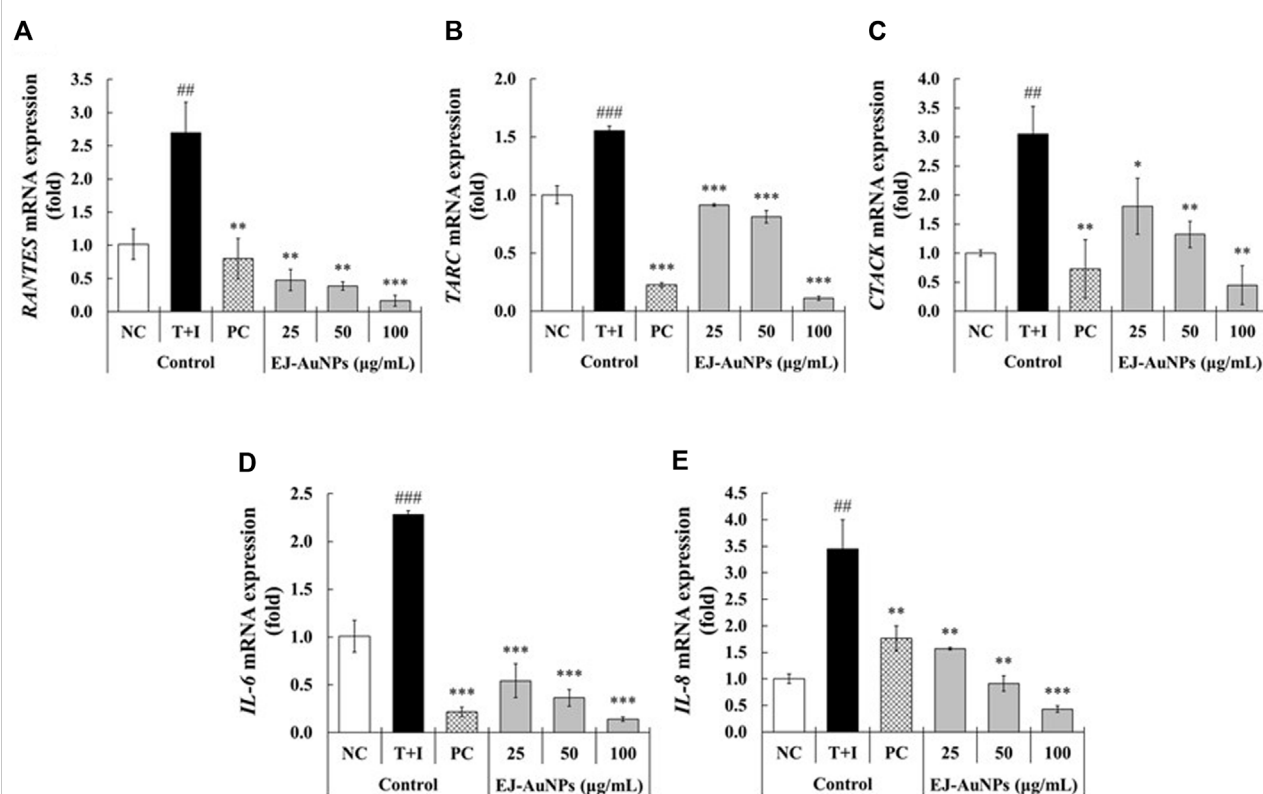 A
RANTES mRNA expression
(fold)
3.5
3.0
2.5
2.0
1.5
1.0
0.5
0.0
##
**
**
**
***
NC T+I PC 25 50 100
Control EJ-AuNPs (μg/mL)
B
TARC mRNA expression
(fold)
2.0
1.5
1.0
0.5
0.0
###
***
***
***
***
NC T+I PC 25 50 100
Control EJ-AuNPs (μg/mL)
C
CTACK mRNA expression
(fold)
4.0
3.5
3.0
2.5
2.0
1.5
1.0
0.5
0.0
##
**
*
**
**
NC T+I PC 25 50 100
Control EJ-AuNPs (μg/mL)
D
IL-6 mRNA expression
(fold)
2.5
2.0
1.5
1.0
0.5
0.0
###
***
***
***
***
NC T+I PC 25 50 100
Control EJ-AuNPs (μg/mL)
E
IL-8 mRNA expression
(fold)
4.5
4.0
3.5
3.0
2.5
2.0
1.5
1.0
0.5
0.0
##
**
**
**
***
NC T+I PC 25 50 100
Control EJ-AuNPs (μg/mL)